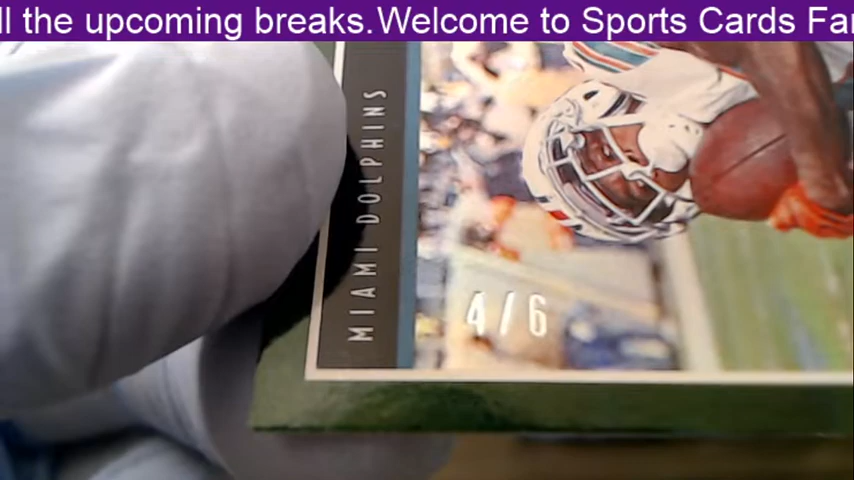 ll the upcoming breaks.Welcome to Sports Cards Fa
MIAMI DOLPHINS
4/6